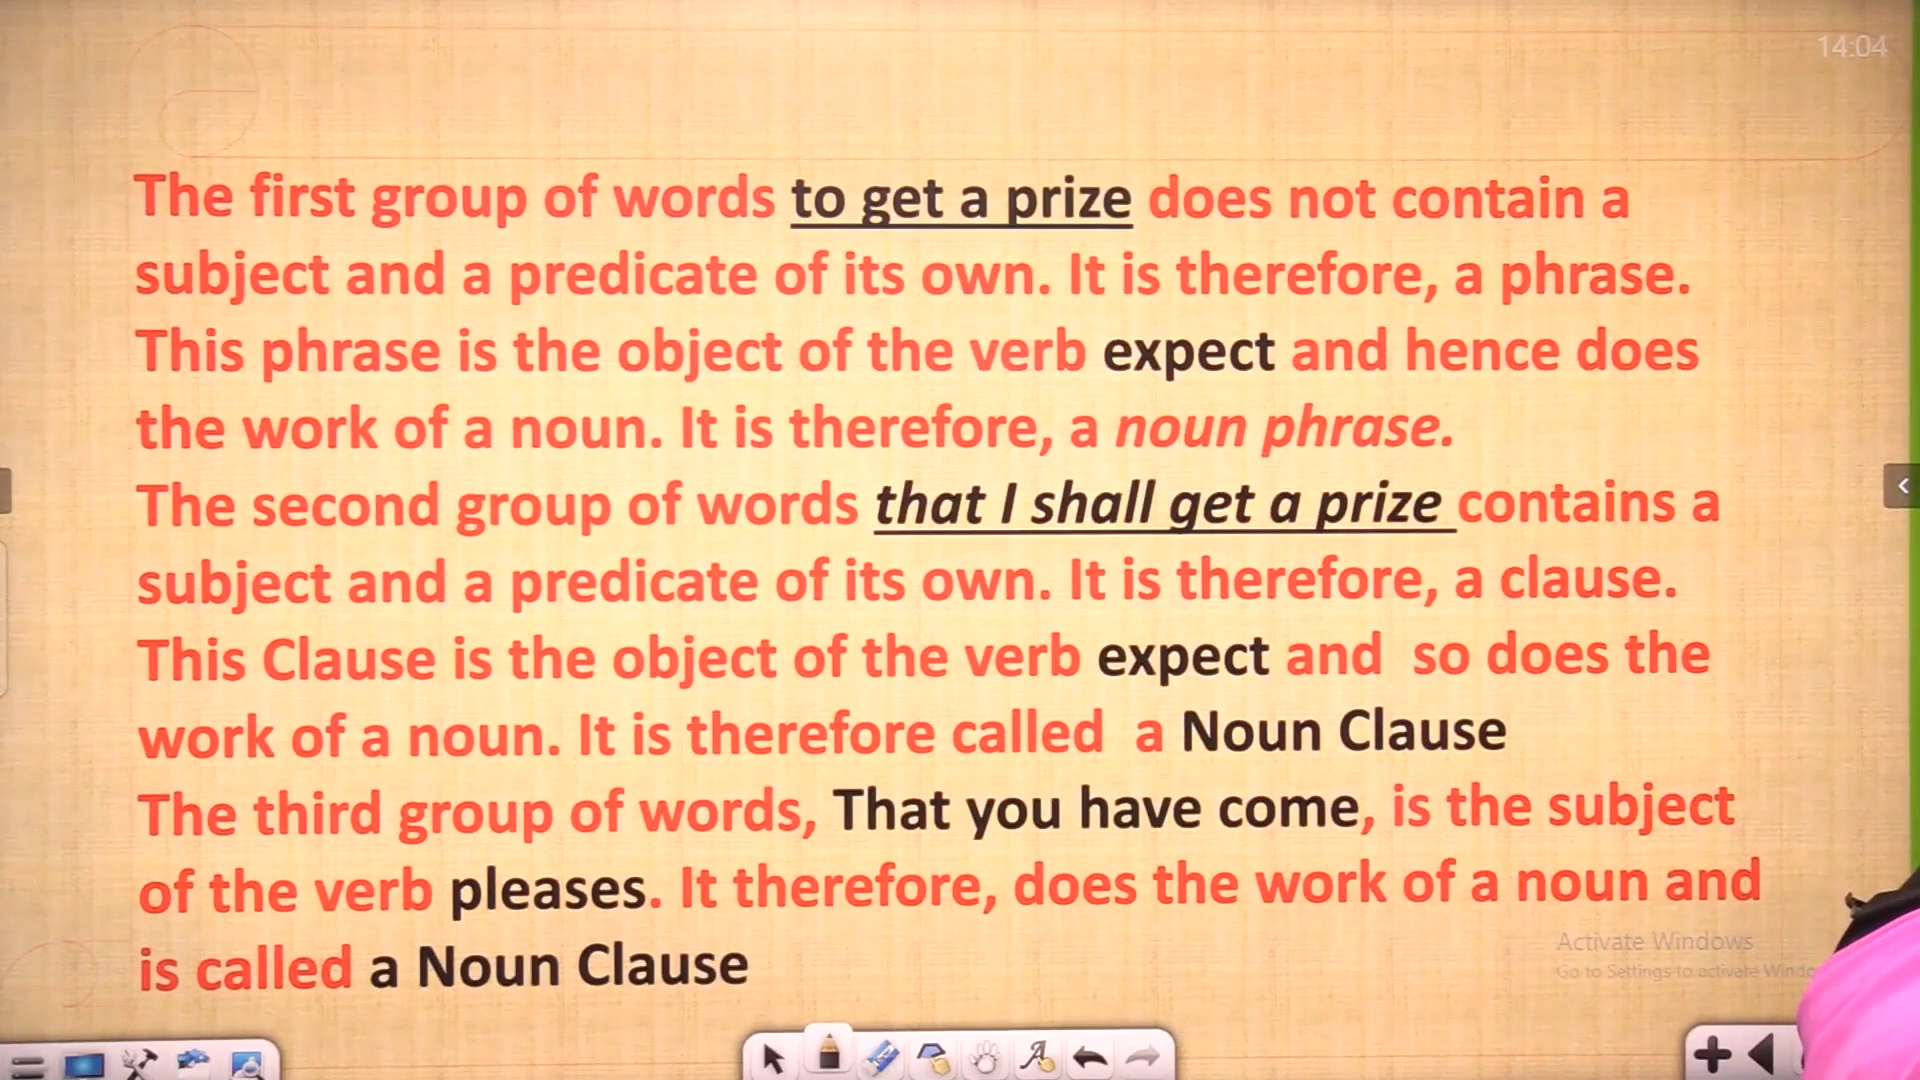 14:04
The first group of words to get a prize does not contain a
subject and a predicate of its own. It is therefore, a phrase.
This phrase is the object of the verb expect and hence does
the work of a noun. It is therefore, a noun phrase.
The second group of words that I shall get a prize contains a
subject and a predicate of its own. It is therefore, a clause.
This Clause is the object of the verb expect and  so does the
work of a noun. It is therefore called  a Noun Clause
The third group of words, That you have come, is the subject
of the verb pleases. It therefore, does the work of a noun and
is called a Noun Clause
Activate Windows
Go to Settings to activate Windo